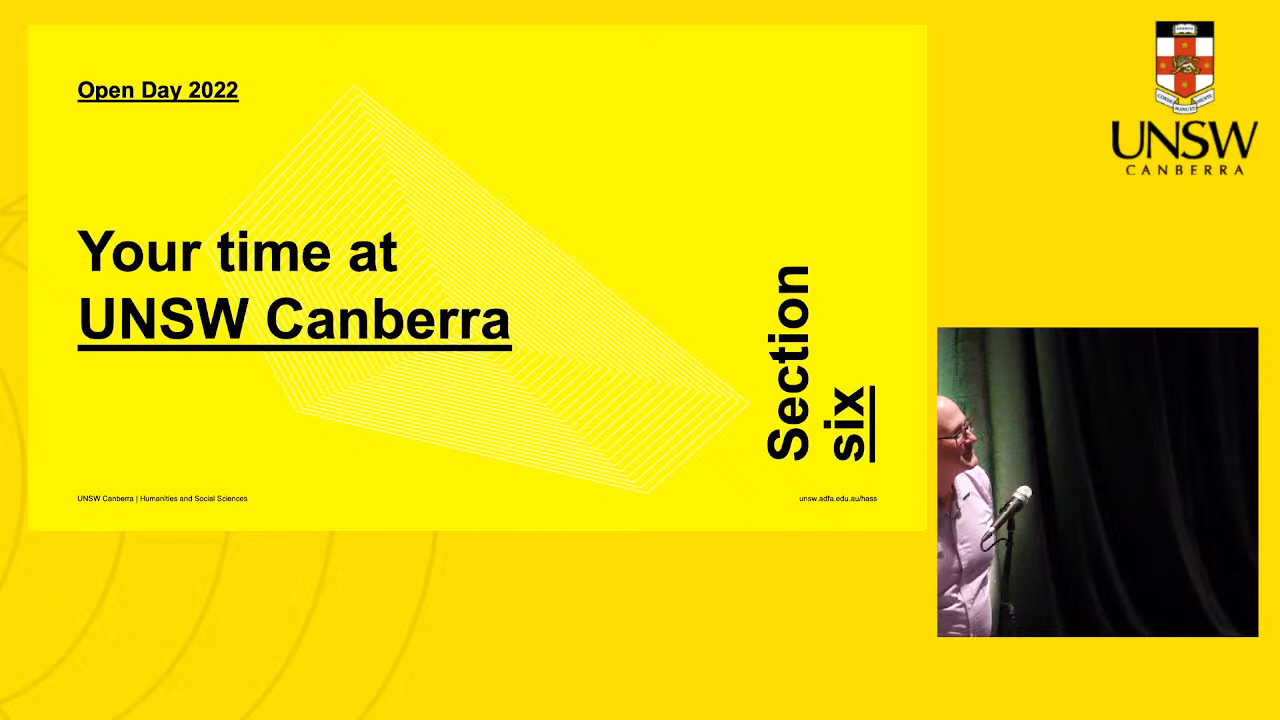 Open Day 2022
Your time at
UNSW Canberra
Section
six
UNSW Canberra | Humanities and Social Sciences
unsw.adfa.edu.au/hass
UNSW
CANBERRA